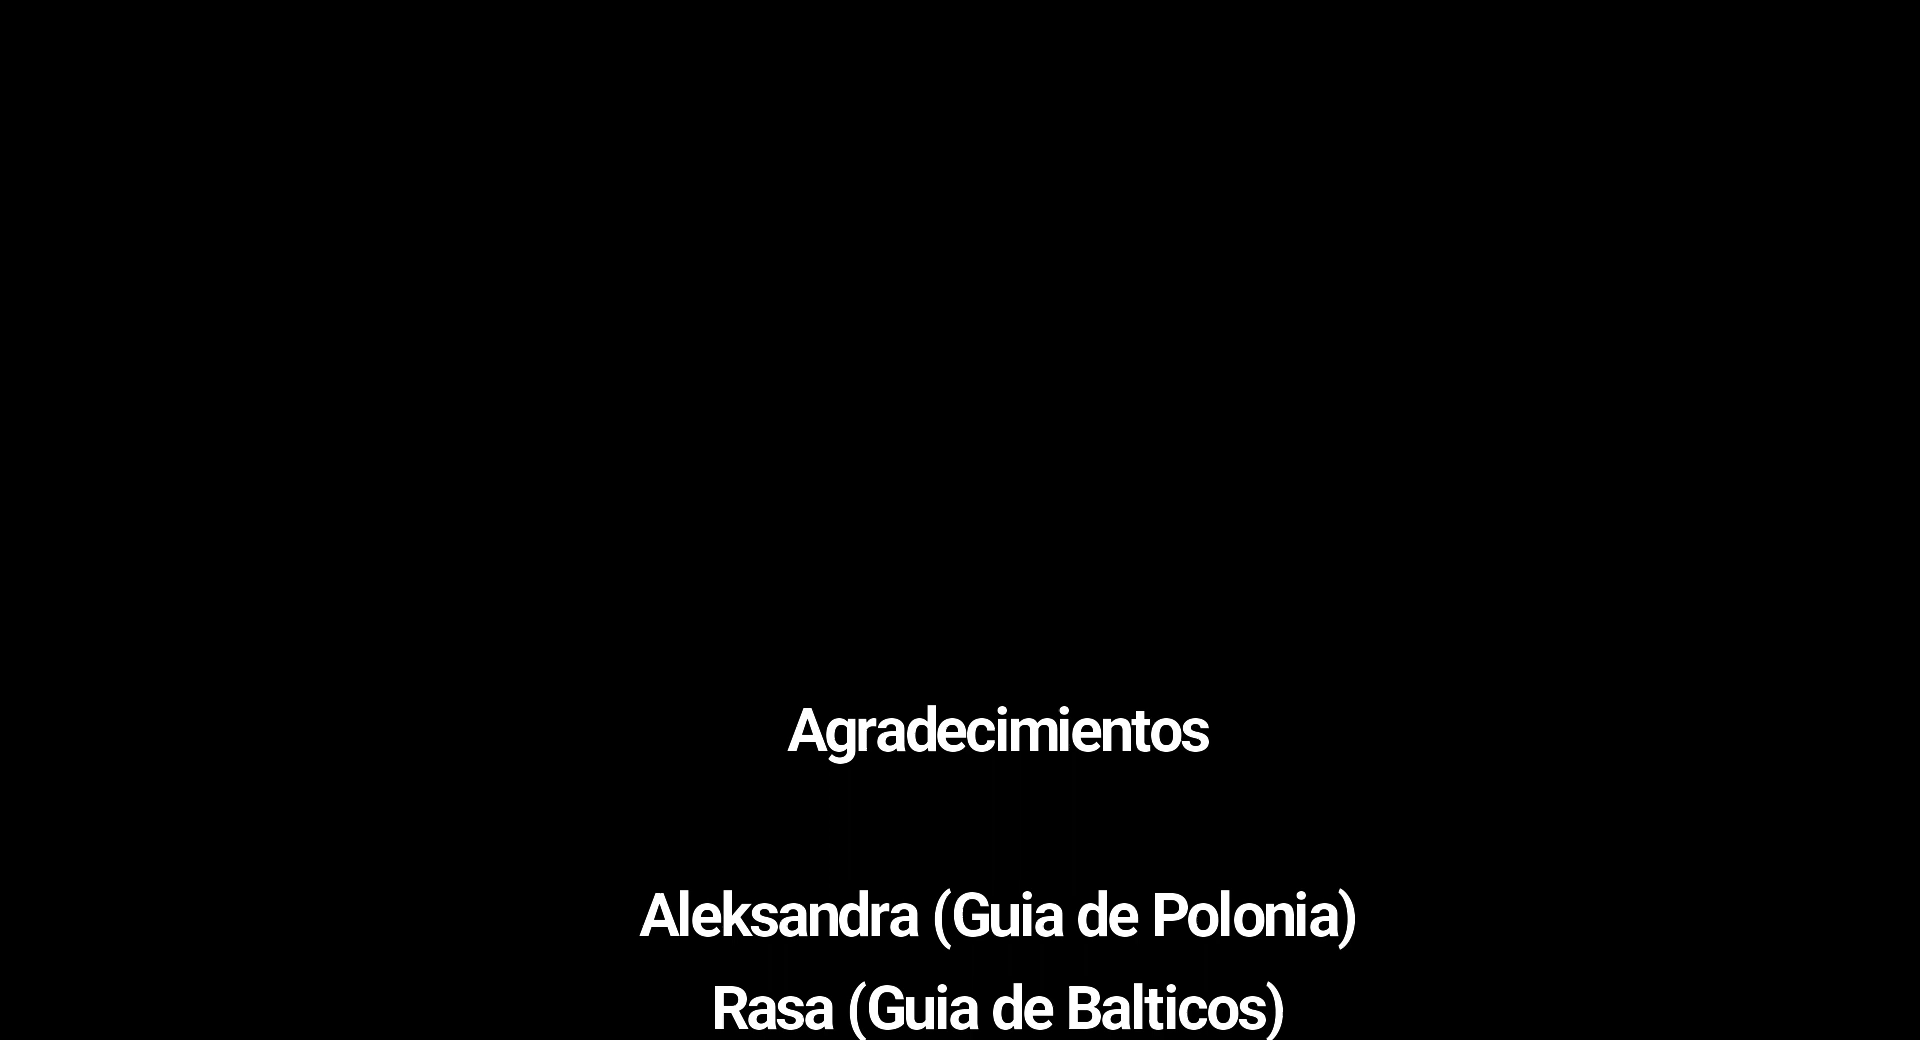 Agradecimientos
Aleksandra (Guia de Polonia)
Rasa (Guia de Balticos)